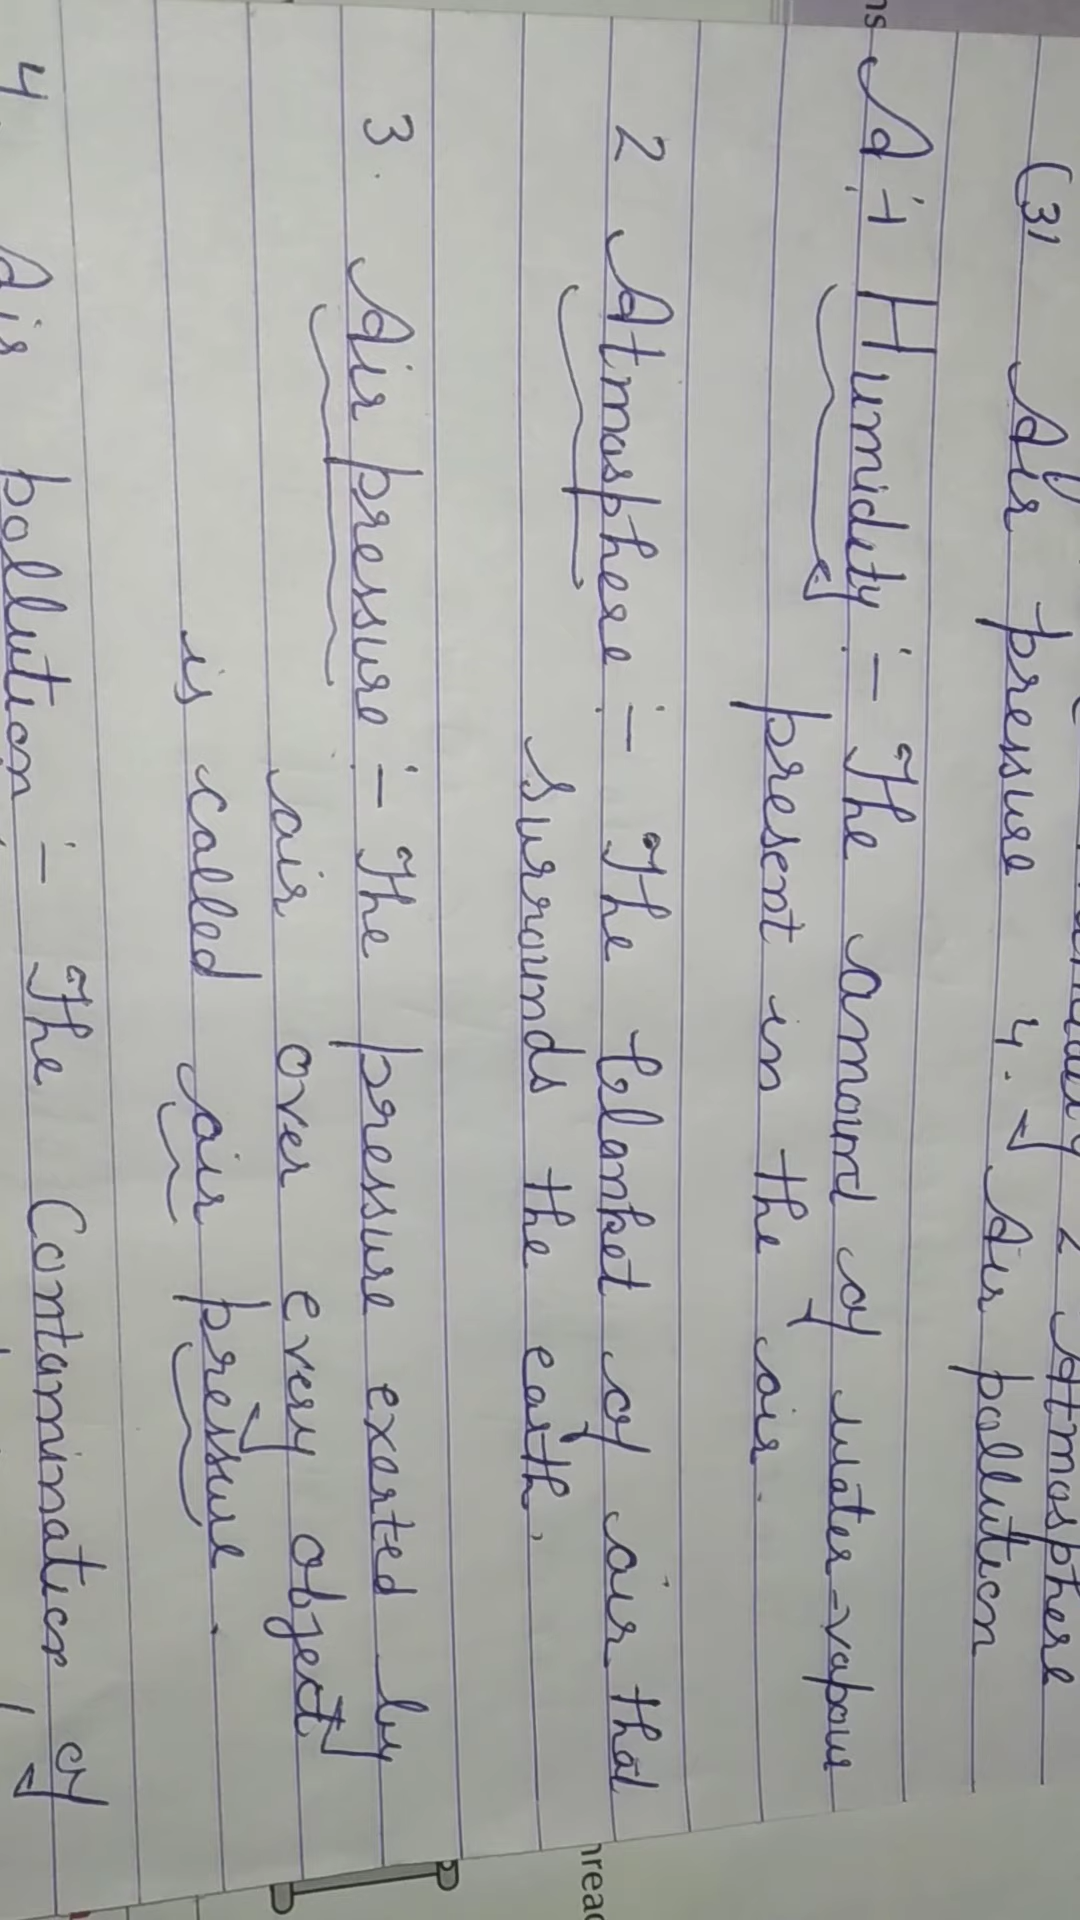 2 Atmosphere
(3) Air pressure 4. Air pollution
ns
A:1 Humidity :- The amound of water-vapour
present in the air.
2 Atmosphere :- The blanket of air that
surrounds the earth.
3. Air pressure :- The pressure exerted by
air over every object
is called air pressure.
4. Air pollution :- The Contamination of